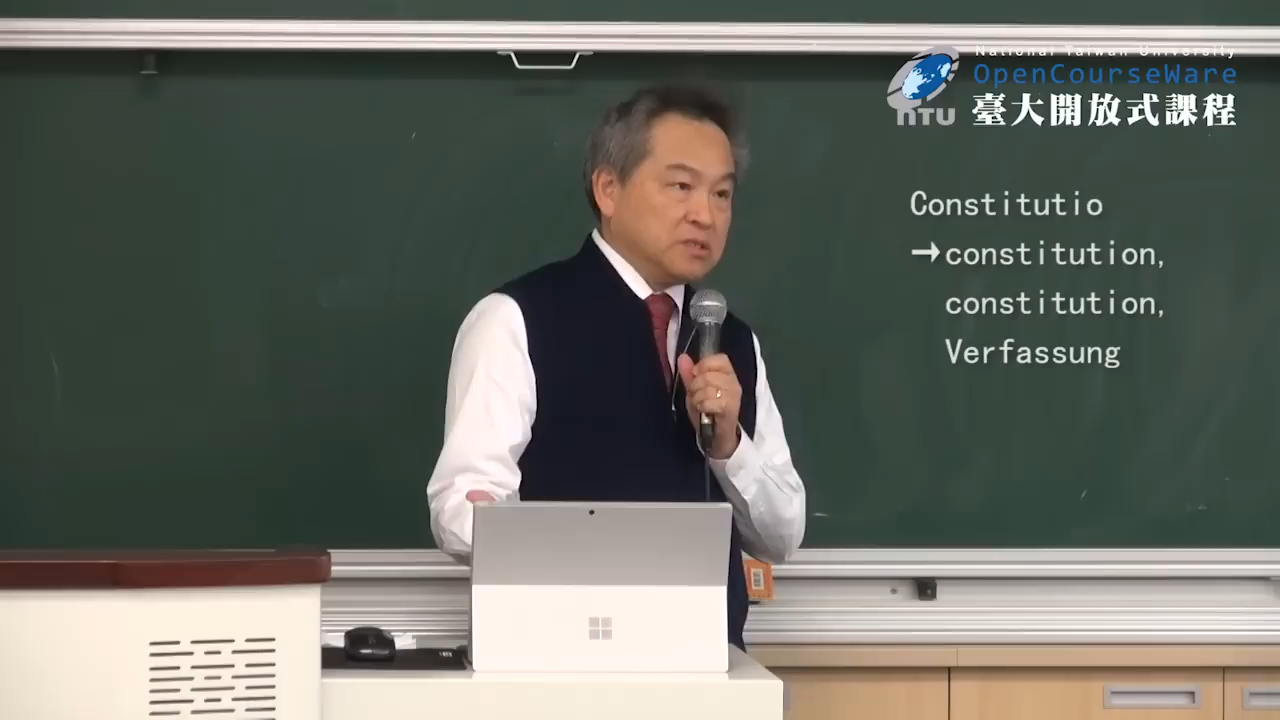 National Taiwan University
OpenCourseWare
臺大開放式課程
NTU
Constitutio
→constitution,
constitution,
Verfassung